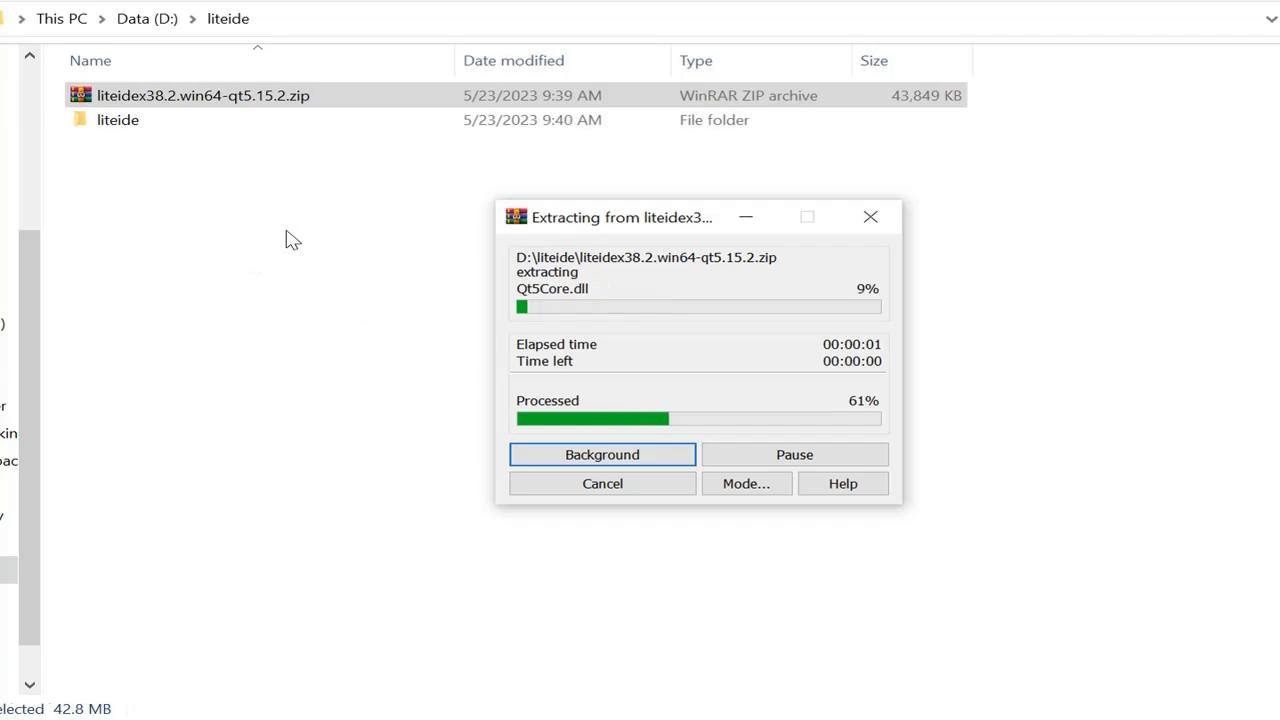 This PC > Data (D:) > liteide
Name Date modified Type Size
liteidex38.2.win64-qt5.15.2.zip 5/23/2023 9:39 AM WinRAR ZIP archive 43,849 KB
liteide 5/23/2023 9:40 AM File folder
Extracting from liteidex3...
D:\liteide\liteidex38.2.win64-qt5.15.2.zip
extracting
Qt5Core.dll 9%
Elapsed time 00:00:01
Time left 00:00:00
Processed 61%
Background Pause
Cancel Mode... Help
)
er
kin
pac
y
elected 42.8 MB